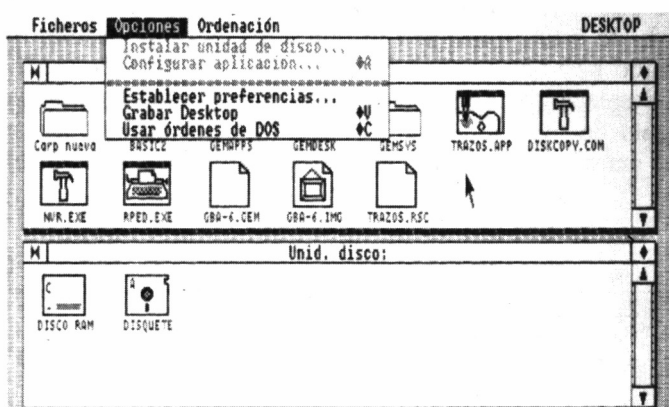 Ficheros Opciones Ordenación DESKTOP
Instalar unidad de disco...
Configurar aplicación... ◆A
Establecer preferencias...
Grabar Desktop ◆V
Usar órdenes de DOS ◆C
Carp nueva BASIC2 GEMAPPS GEMDESK GEMSYS TRAZOS.APP DISKCOPY.COM
NVR.EXE RPED.EXE GBA-6.GEM GBA-6.IMG TRAZOS.RSC
Unid. disco:
C A
DISCO RAM DISQUETE